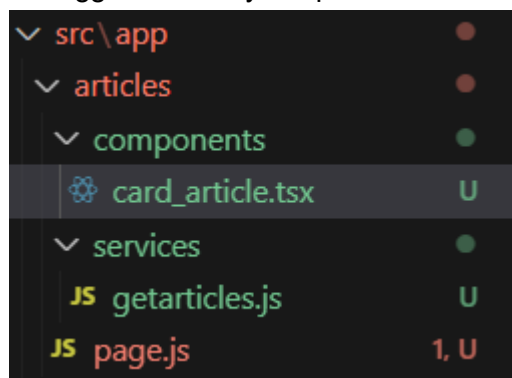 src\app
articles
components
card_article.tsx U
services
JS getarticles.js U
JS page.js 1, U